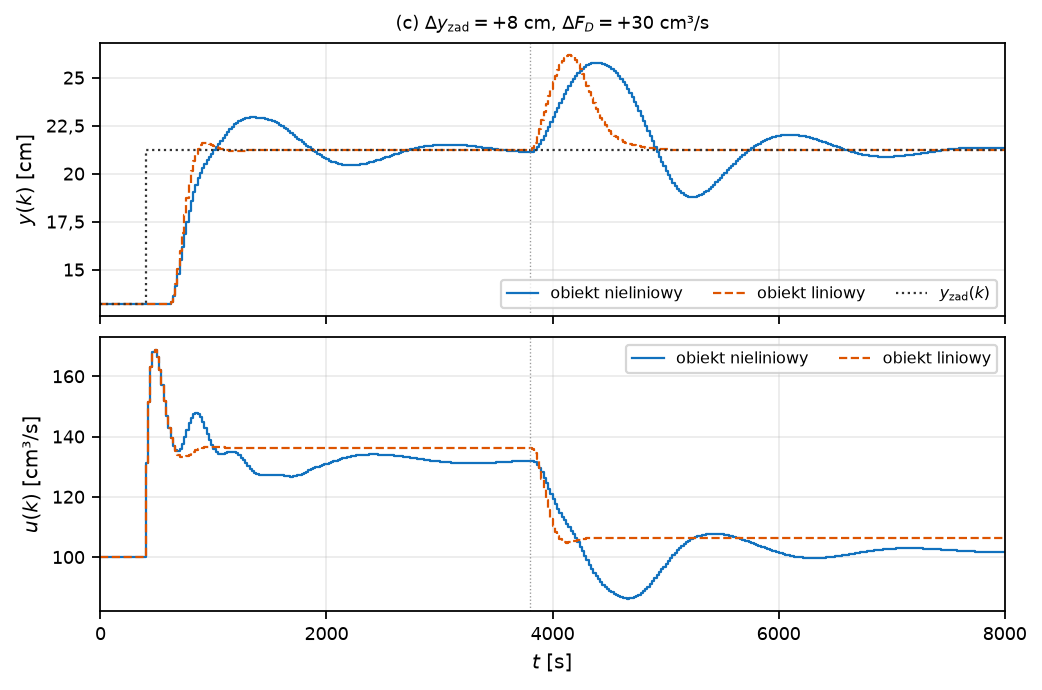 (c) Δy_zad = +8 cm, ΔF_D = +30 cm³/s
25
22,5
20
17,5
15
y(k) [cm]
obiekt nieliniowy obiekt liniowy y_zad(k)
160
140
120
100
u(k) [cm³/s]
obiekt nieliniowy obiekt liniowy
0 2000 4000 6000 8000
t [s]